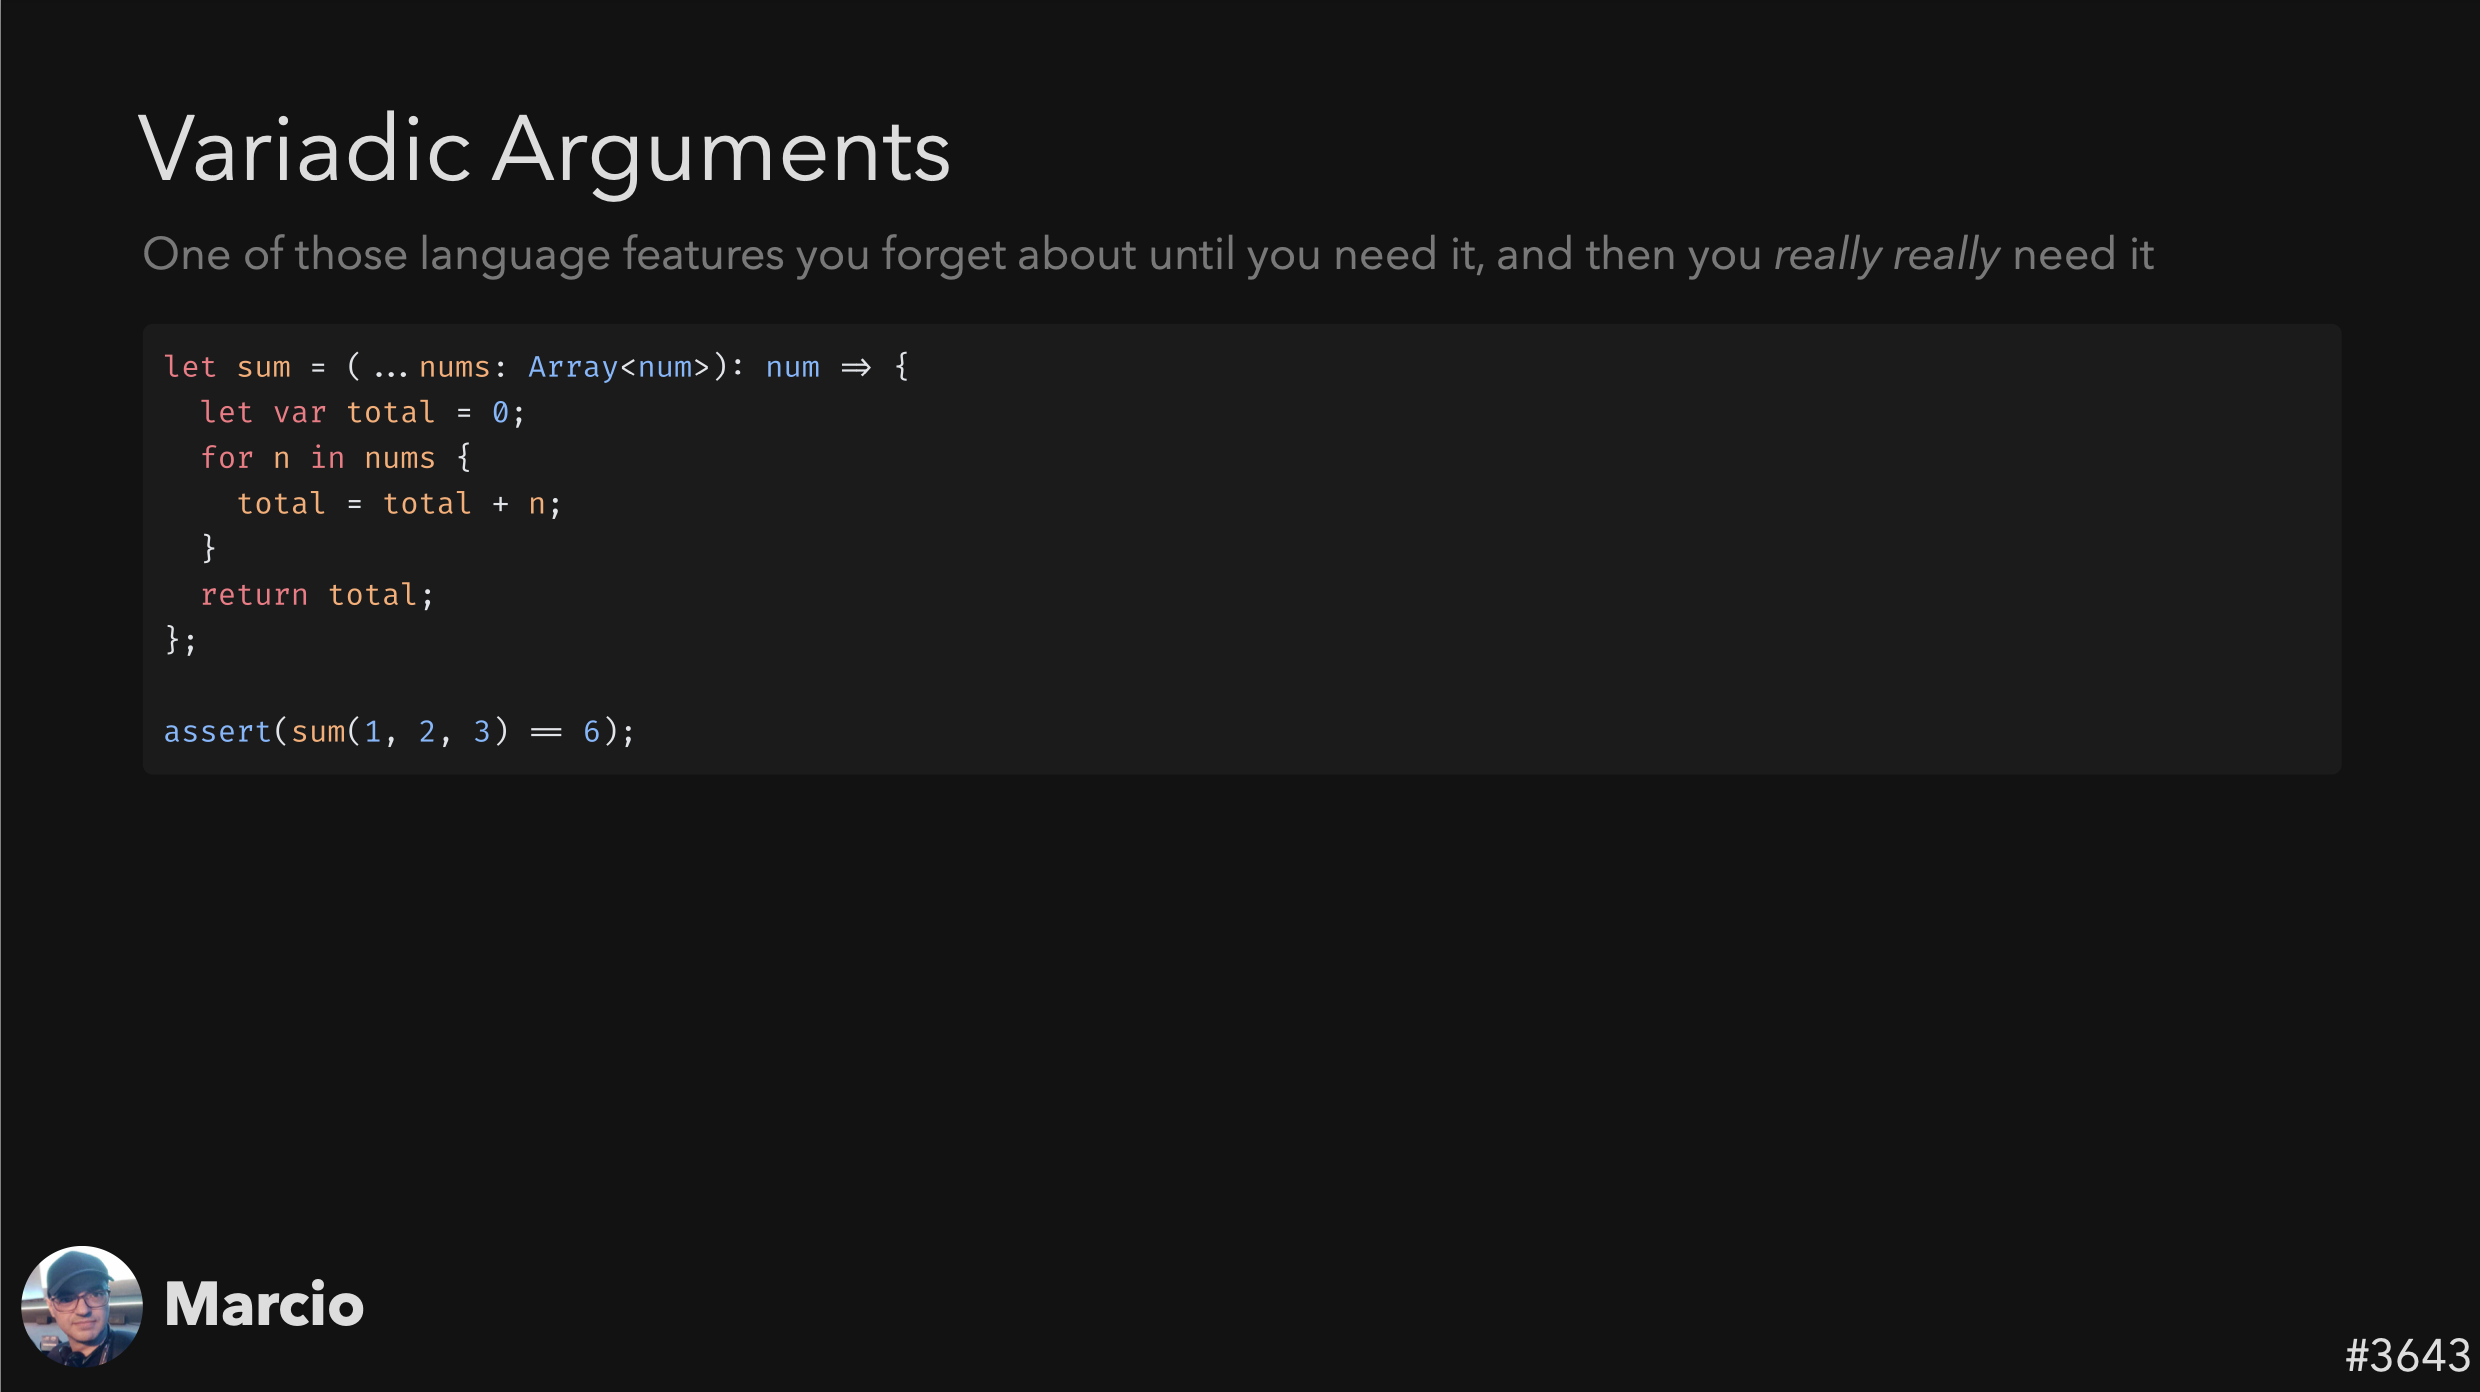 Variadic Arguments
One of those language features you forget about until you need it, and then you really really need it
let sum = (...nums: Array<num>): num => {
  let var total = 0;
  for n in nums {
    total = total + n;
  }
  return total;
};

assert(sum(1, 2, 3) == 6);
Marcio
#3643